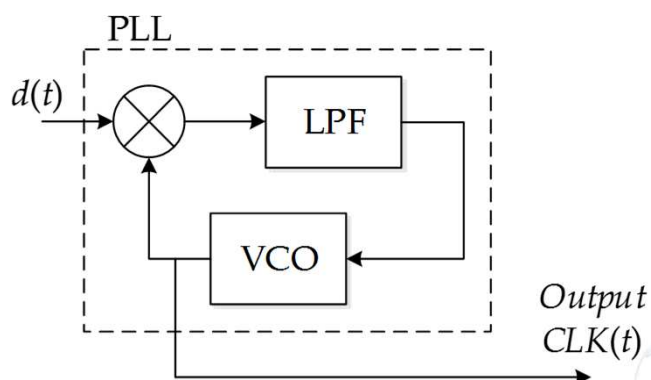 PLL
d(t)
LPF
VCO
Output
CLK(t)